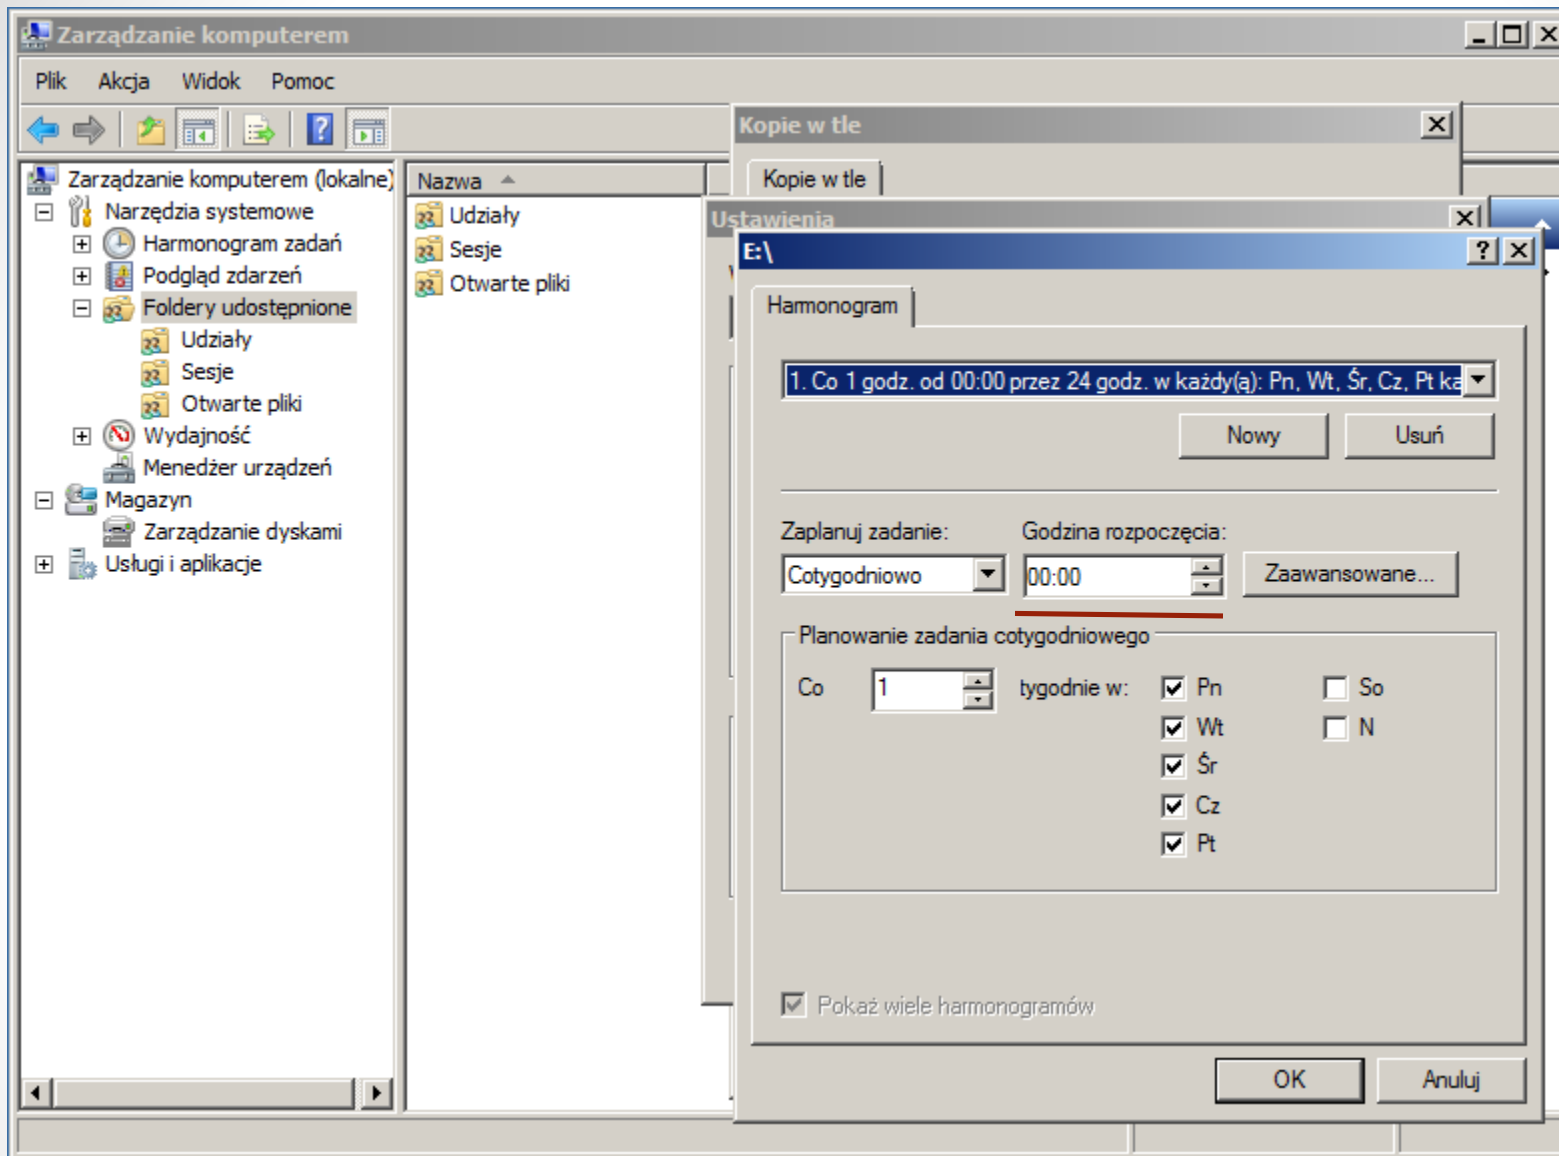 Zarządzanie komputerem
Plik Akcja Widok Pomoc
Zarządzanie komputerem (lokalne)
Narzędzia systemowe
Harmonogram zadań
Podgląd zdarzeń
Foldery udostępnione
Udziały
Sesje
Otwarte pliki
Wydajność
Menedżer urządzeń
Magazyn
Zarządzanie dyskami
Usługi i aplikacje
Nazwa
Udziały
Sesje
Otwarte pliki
Kopie w tle
Kopie w tle
Ustawienia
E:\
Harmonogram
1. Co 1 godz. od 00:00 przez 24 godz. w każdy(ą): Pn, Wt, Śr, Cz, Pt
Nowy Usuń
Zaplanuj zadanie: Godzina rozpoczęcia:
Cotygodniowo 00:00 Zaawansowane...
Planowanie zadania cotygodniowego
Co 1 tygodnie w: Pn So
Wt N
Śr
Cz
Pt
Pokaż wiele harmonogramów
OK Anuluj